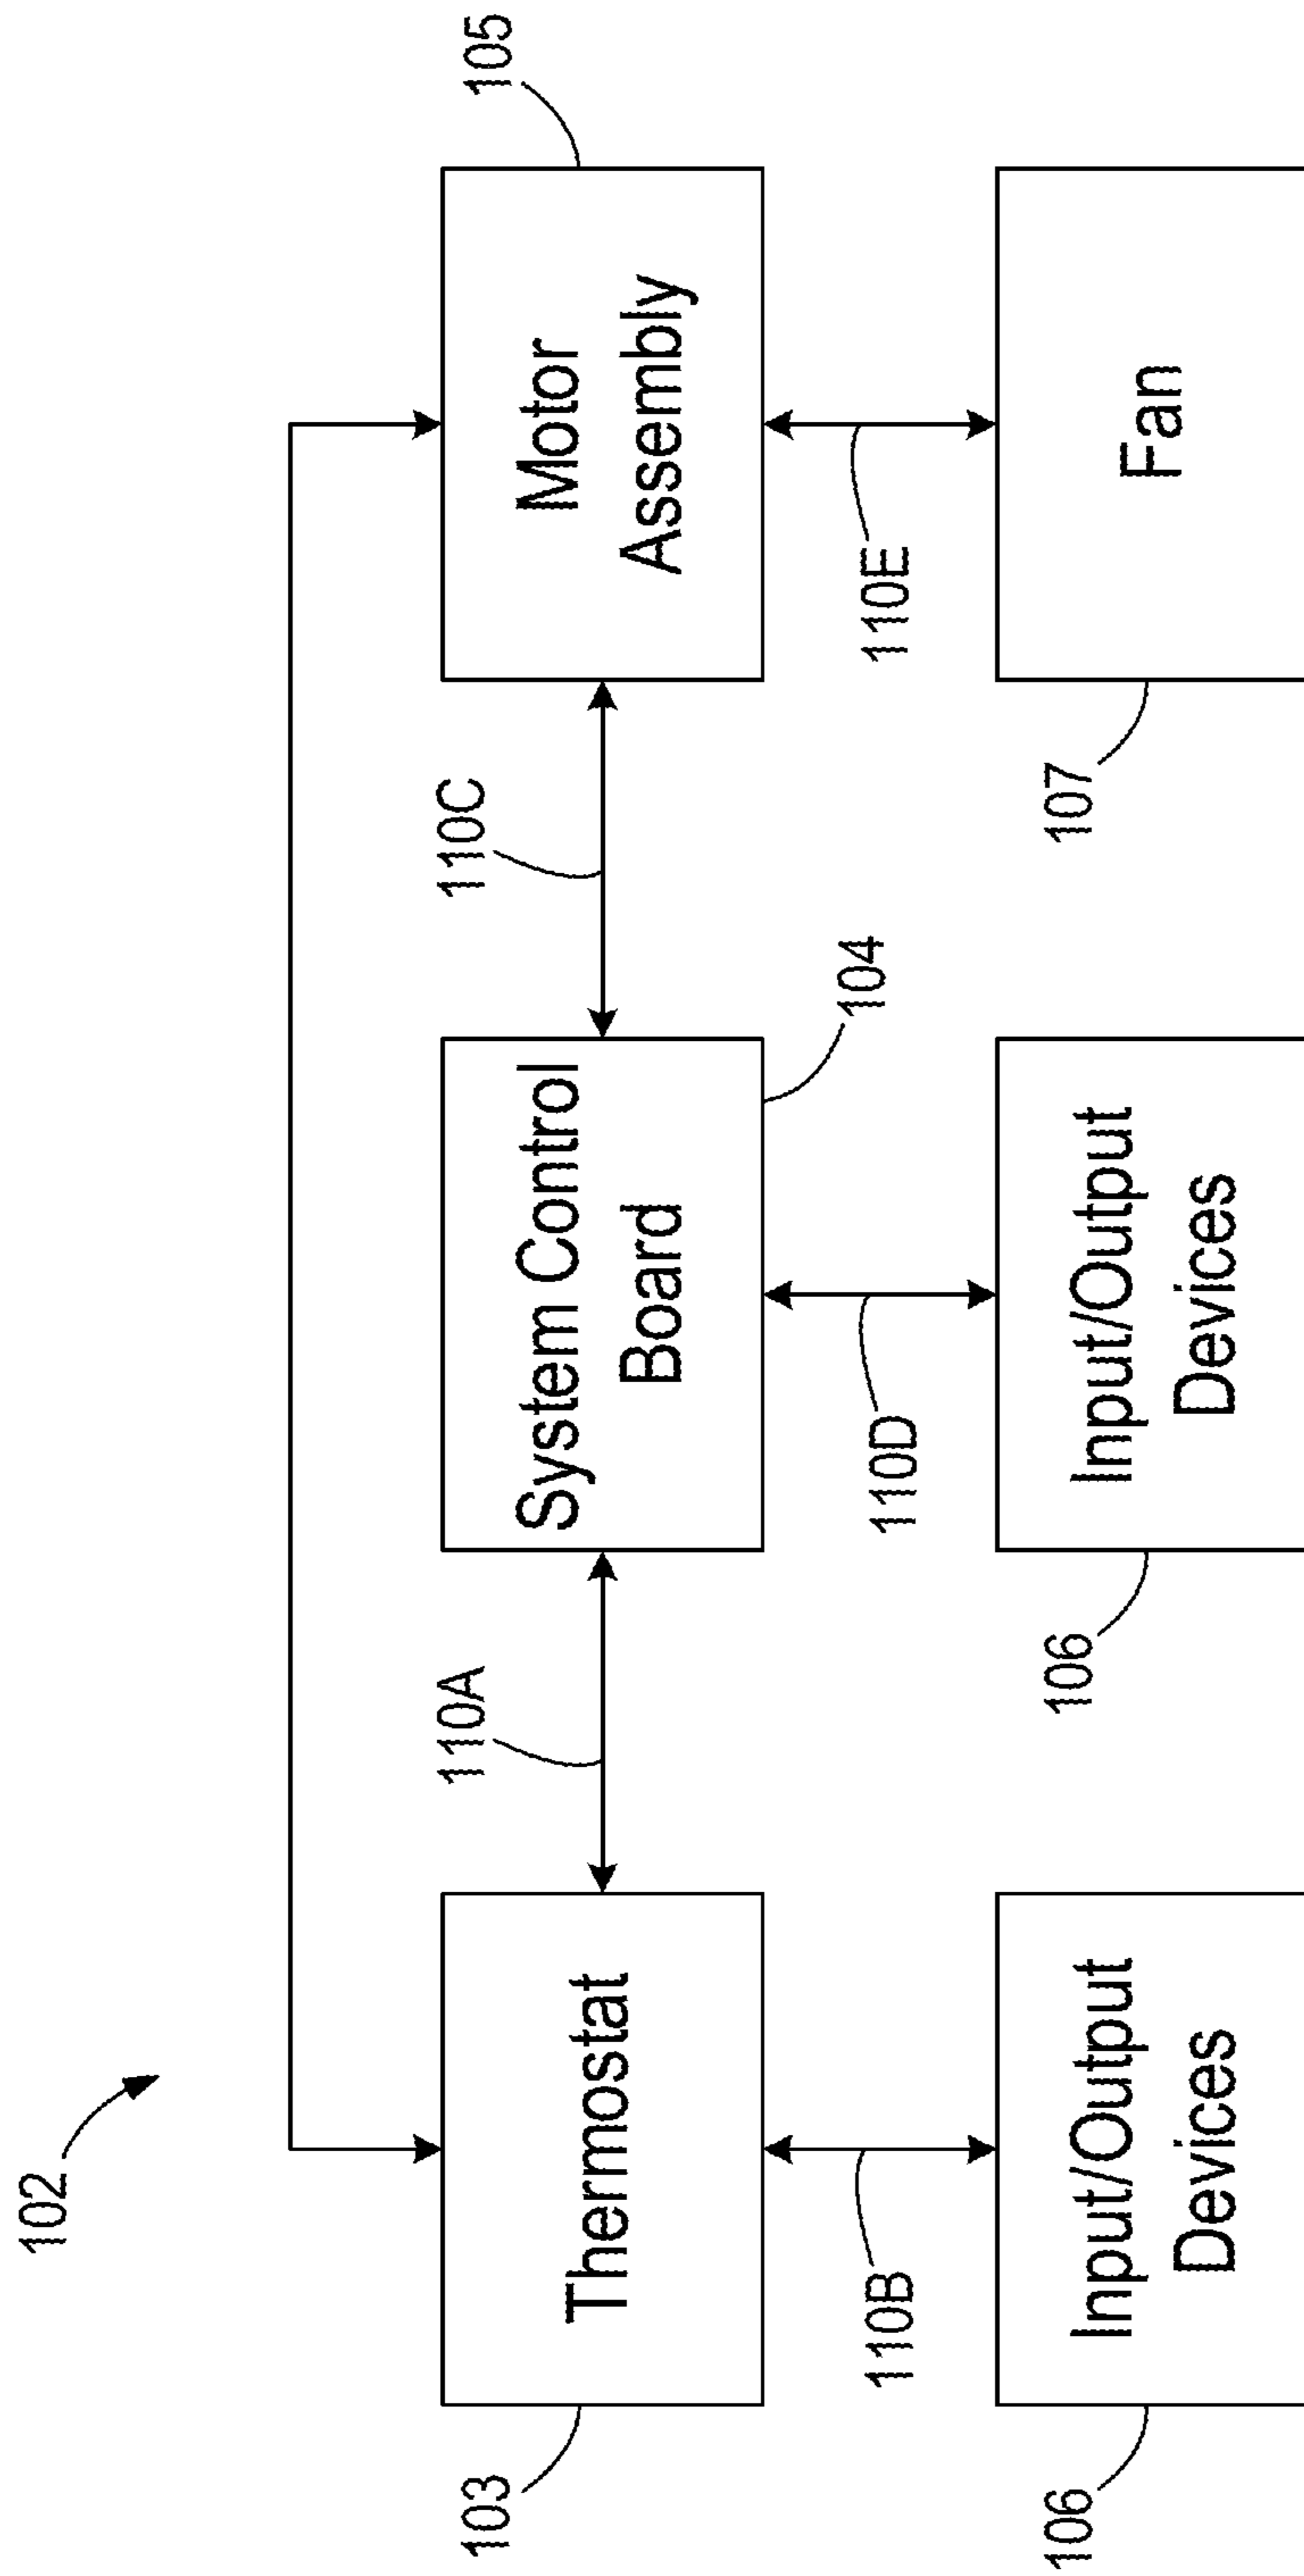 102
103
Thermostat
110A
System Control
Board
104
110C
Motor
Assembly
105
110B
110D
110E
106
Input/Output
Devices
106
Input/Output
Devices
107
Fan